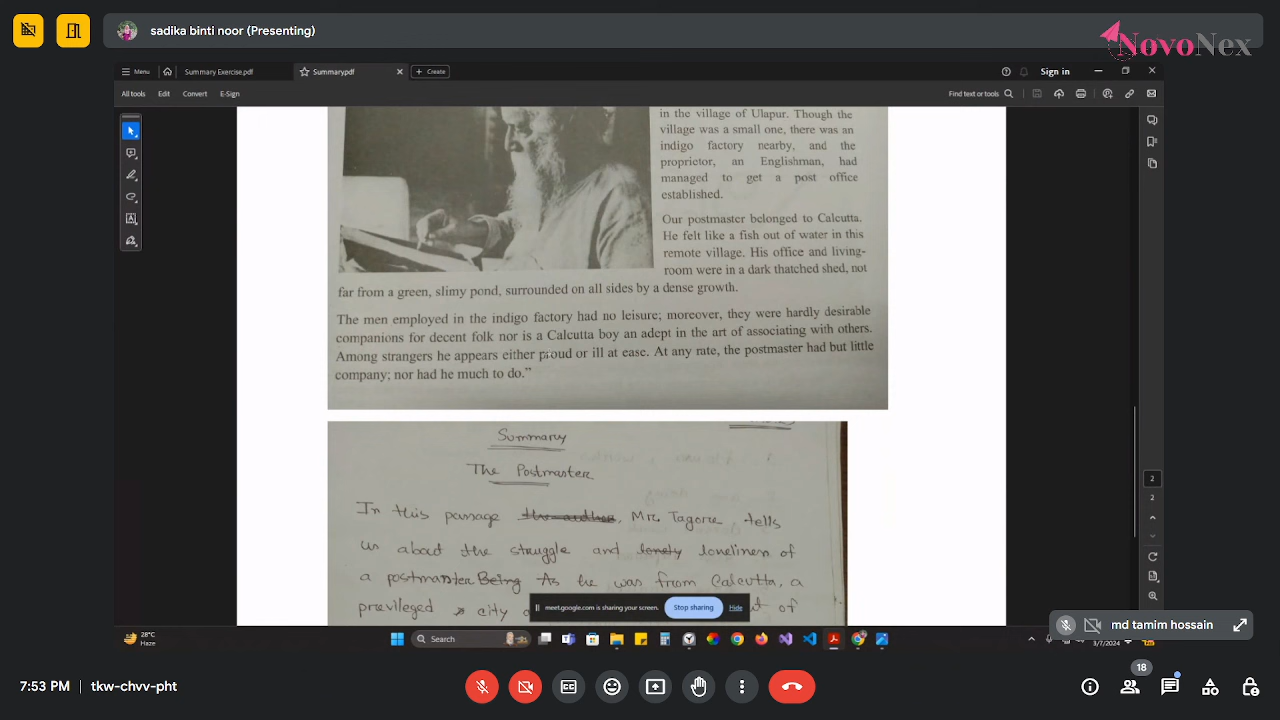 sadika binti noor (Presenting)
NovoNex
Menu
Summary Exercise.pdf
Summarypdf
Create
Sign in
All tools
Edit
Convert
E-Sign
Find text or tools
in the village of Ulapur. Though the
village was a small one, there was an
indigo factory nearby, and the
proprietor, an Englishman, had
managed to get a post office
established.
Our postmaster belonged to Calcutta.
He felt like a fish out of water in this
remote village. His office and living-
room were in a dark thatched shed, not
far from a green, slimy pond, surrounded on all sides by a dense growth.
The men employed in the indigo factory had no leisure; moreover, they were hardly desirable
companions for decent folk nor is a Calcutta boy an adept in the art of associating with others.
Among strangers he appears either proud or ill at ease. At any rate, the postmaster had but little
company; nor had he much to do."
Summary
The Postmaster
In this passage the author, Mr. Tagore tells
us about the struggle and lonely loneliness of
a postmaster Being As he was from Calcutta, a
previleged city
of
meet.google.com is sharing your screen.
Stop sharing
Hide
2
2
md tamim hossain
28°C
Haze
Search
3/7/2024
7:53 PM
tkw-chvv-pht
18